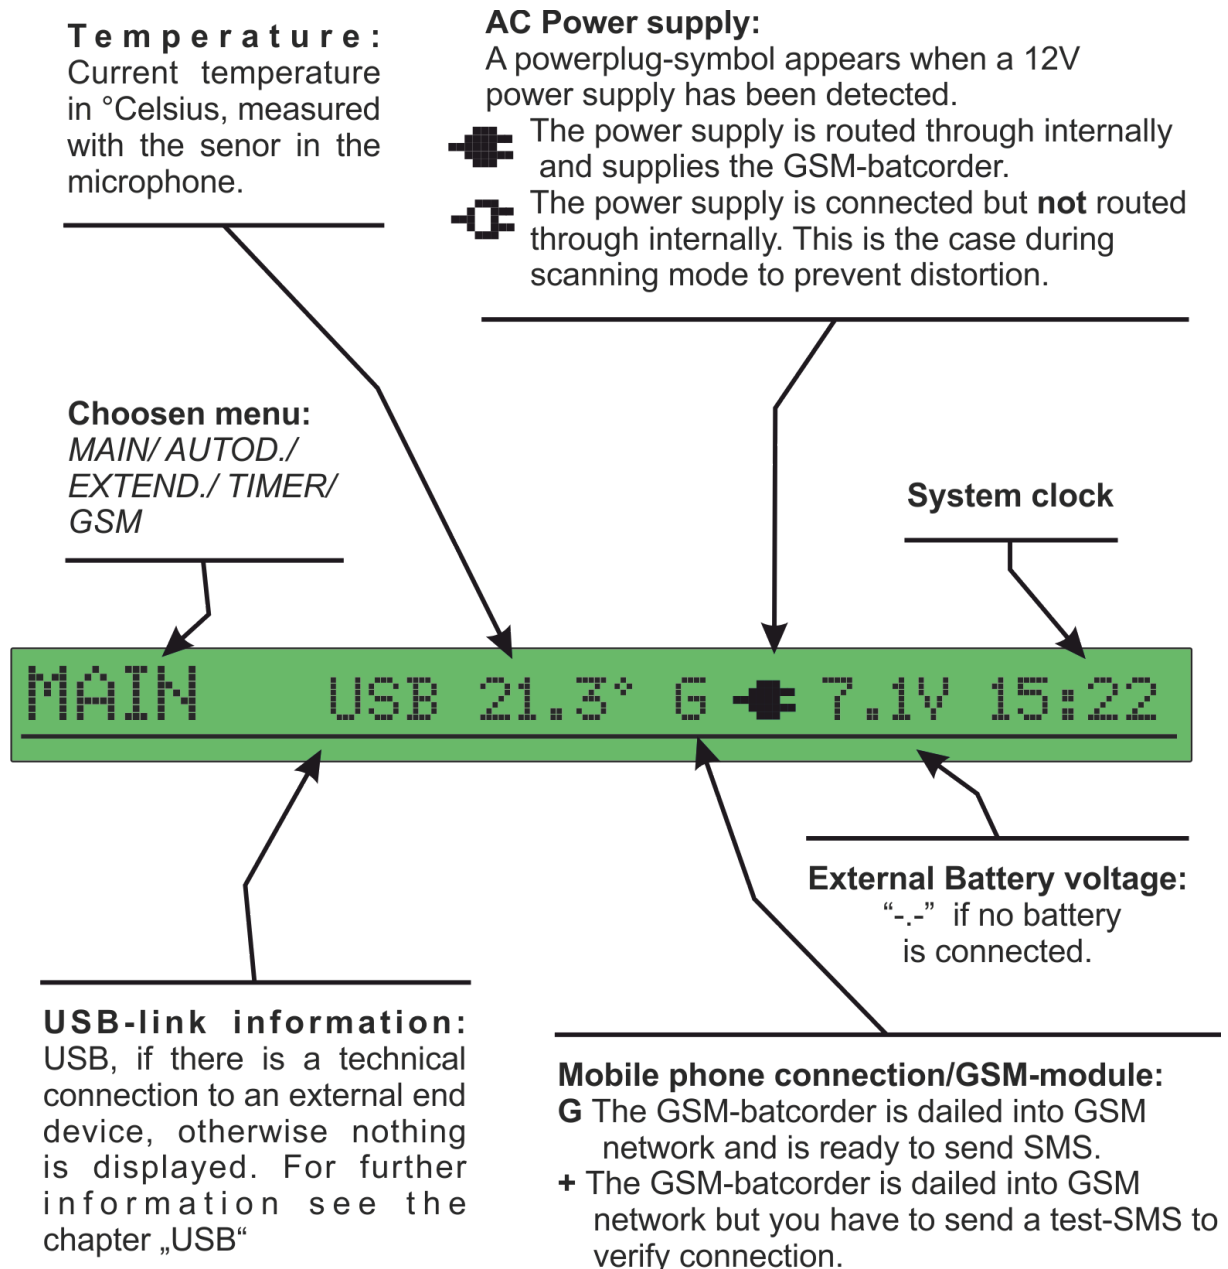 Temperature:
Current temperature
in °Celsius, measured
with the senor in the
microphone.
AC Power supply:
A powerplug-symbol appears when a 12V
power supply has been detected.
The power supply is routed through internally
and supplies the GSM-batcorder.
The power supply is connected but not routed
through internally. This is the case during
scanning mode to prevent distortion.
Choosen menu:
MAIN/ AUTOD./
EXTEND./ TIMER/
GSM
System clock
MAIN USB 21.3° G 7.1V 15:22
External Battery voltage:
“-.-” if no battery
is connected.
USB-link information:
USB, if there is a technical
connection to an external end
device, otherwise nothing
is displayed. For further
information see the
chapter „USB“
Mobile phone connection/GSM-module:
G The GSM-batcorder is dailed into GSM
network and is ready to send SMS.
+ The GSM-batcorder is dailed into GSM
network but you have to send a test-SMS to
verify connection.